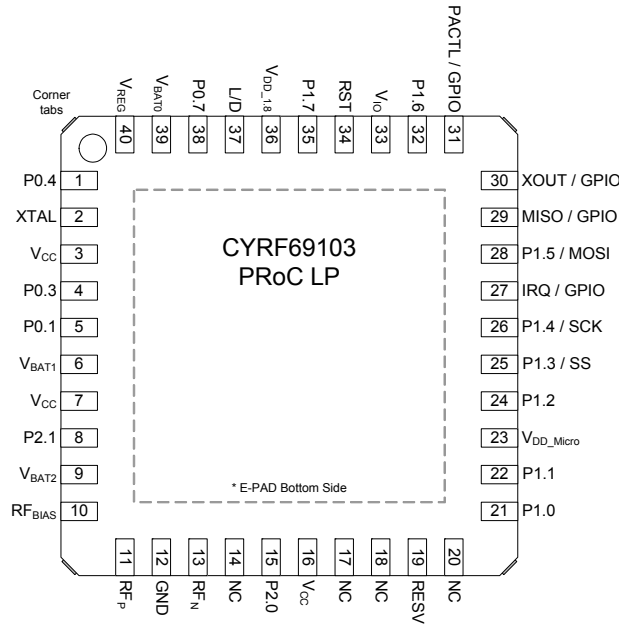 PACTL / GPIO
Corner
tabs
VREG
VBAT0
P0.7
L/D
VDD_1.8
P1.7
RST
VIO
P1.6
40
39
38
37
36
35
34
33
32
31
P0.4 1
XTAL 2
VCC 3
P0.3 4
P0.1 5
VBAT1 6
VCC 7
P2.1 8
VBAT2 9
RFBIAS 10
CYRF69103
PRoC LP
* E-PAD Bottom Side
30 XOUT / GPIO
29 MISO / GPIO
28 P1.5 / MOSI
27 IRQ / GPIO
26 P1.4 / SCK
25 P1.3 / SS
24 P1.2
23 VDD_Micro
22 P1.1
21 P1.0
11
12
13
14
15
16
17
18
19
20
RFP
GND
RFN
NC
P2.0
VCC
NC
NC
RESV
NC